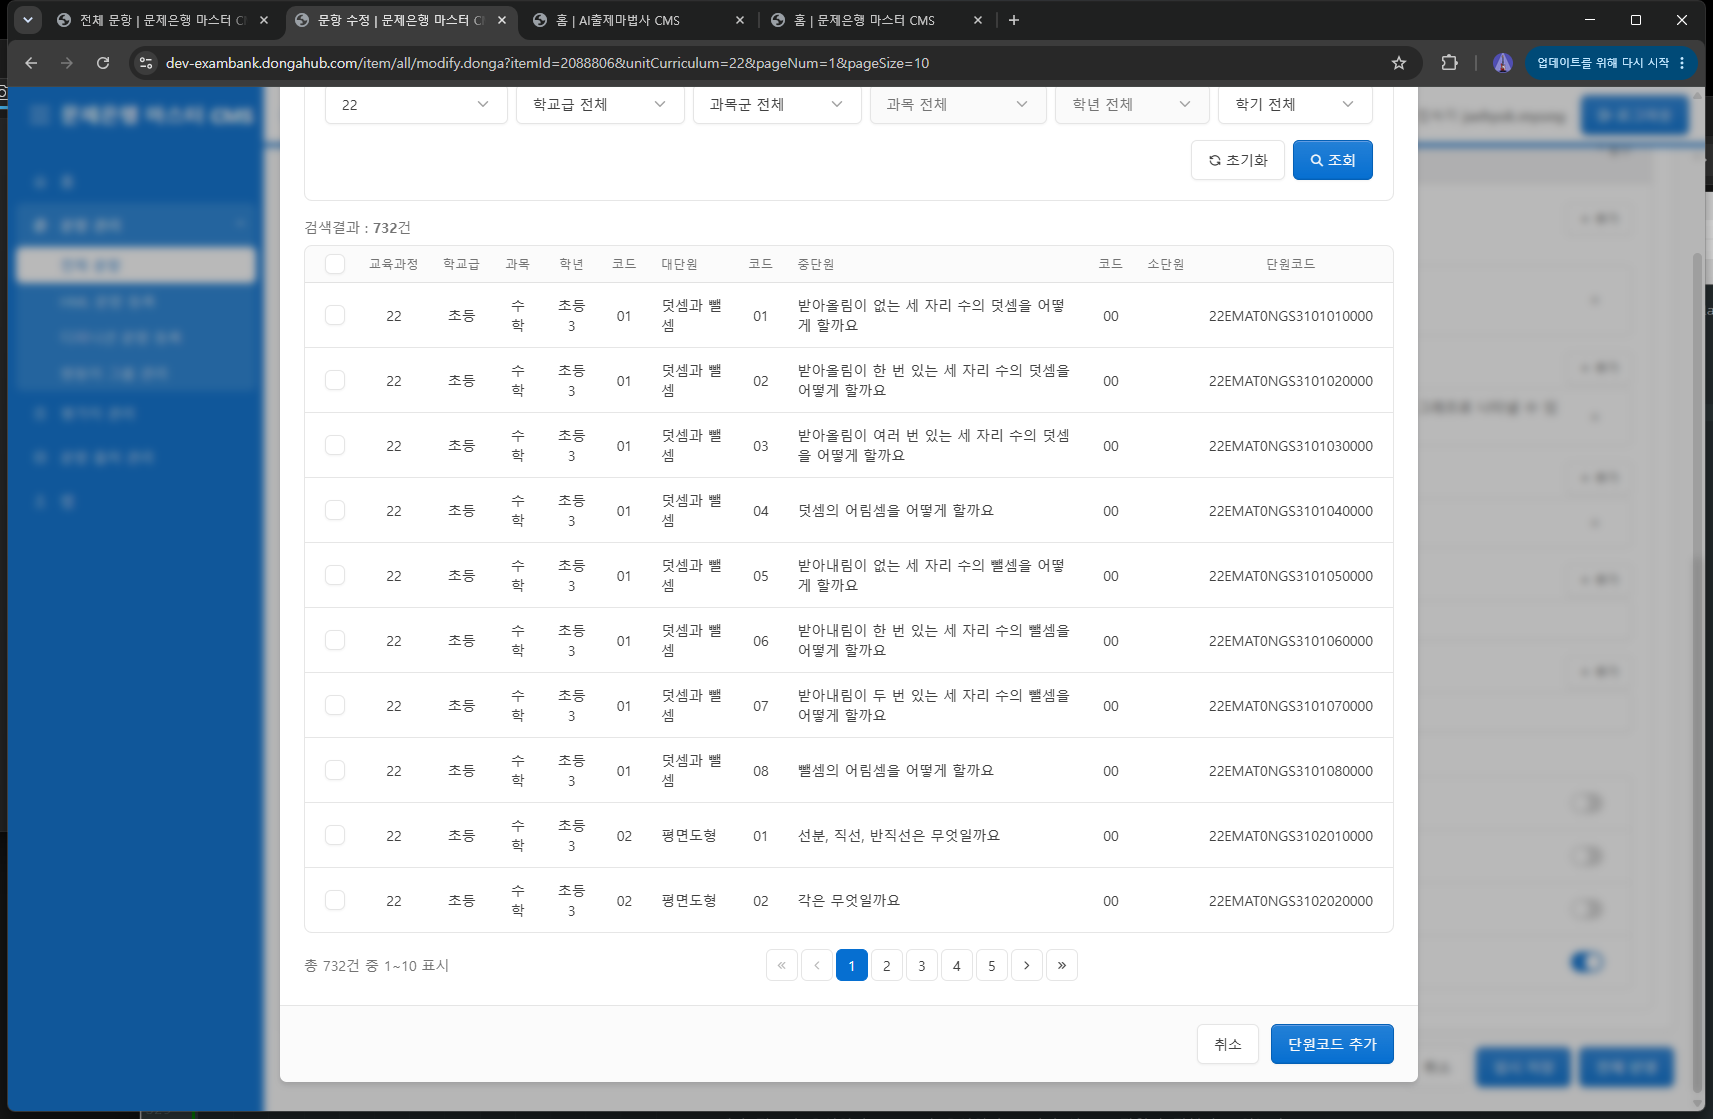 전체 문항 | 문제은행 마스터 C
문항 수정 | 문제은행 마스터 C
홈 | AI출제마법사 CMS
홈 | 문제은행 마스터 CMS
dev-exambank.dongahub.com/item/all/modify.donga?itemId=2088806&unitCurriculum=22&pageNum=1&pageSize=10
업데이트를 위해 다시 시작
문제은행 마스터 CMS
22 학교급 전체 과목군 전체 과목 전체 학년 전체 학기 전체
초기화 조회
검색결과 : 732건
교육과정 학교급 과목 학년 코드 대단원 코드 중단원 코드 소단원 단원코드
22 초등 수학 초등 3 01 덧셈과 뺄셈 01 받아올림이 없는 세 자리 수의 덧셈을 어떻게 할까요 00 22EMAT0NGS3101010000
22 초등 수학 초등 3 01 덧셈과 뺄셈 02 받아올림이 한 번 있는 세 자리 수의 덧셈을 어떻게 할까요 00 22EMAT0NGS3101020000
22 초등 수학 초등 3 01 덧셈과 뺄셈 03 받아올림이 여러 번 있는 세 자리 수의 덧셈을 어떻게 할까요 00 22EMAT0NGS3101030000
22 초등 수학 초등 3 01 덧셈과 뺄셈 04 덧셈의 어림셈을 어떻게 할까요 00 22EMAT0NGS3101040000
22 초등 수학 초등 3 01 덧셈과 뺄셈 05 받아내림이 없는 세 자리 수의 뺄셈을 어떻게 할까요 00 22EMAT0NGS3101050000
22 초등 수학 초등 3 01 덧셈과 뺄셈 06 받아내림이 한 번 있는 세 자리 수의 뺄셈을 어떻게 할까요 00 22EMAT0NGS3101060000
22 초등 수학 초등 3 01 덧셈과 뺄셈 07 받아내림이 두 번 있는 세 자리 수의 뺄셈을 어떻게 할까요 00 22EMAT0NGS3101070000
22 초등 수학 초등 3 01 덧셈과 뺄셈 08 뺄셈의 어림셈을 어떻게 할까요 00 22EMAT0NGS3101080000
22 초등 수학 초등 3 02 평면도형 01 선분, 직선, 반직선은 무엇일까요 00 22EMAT0NGS3102010000
22 초등 수학 초등 3 02 평면도형 02 각은 무엇일까요 00 22EMAT0NGS3102020000
총 732건 중 1~10 표시
« ‹ 1 2 3 4 5 › »
취소 단원코드 추가